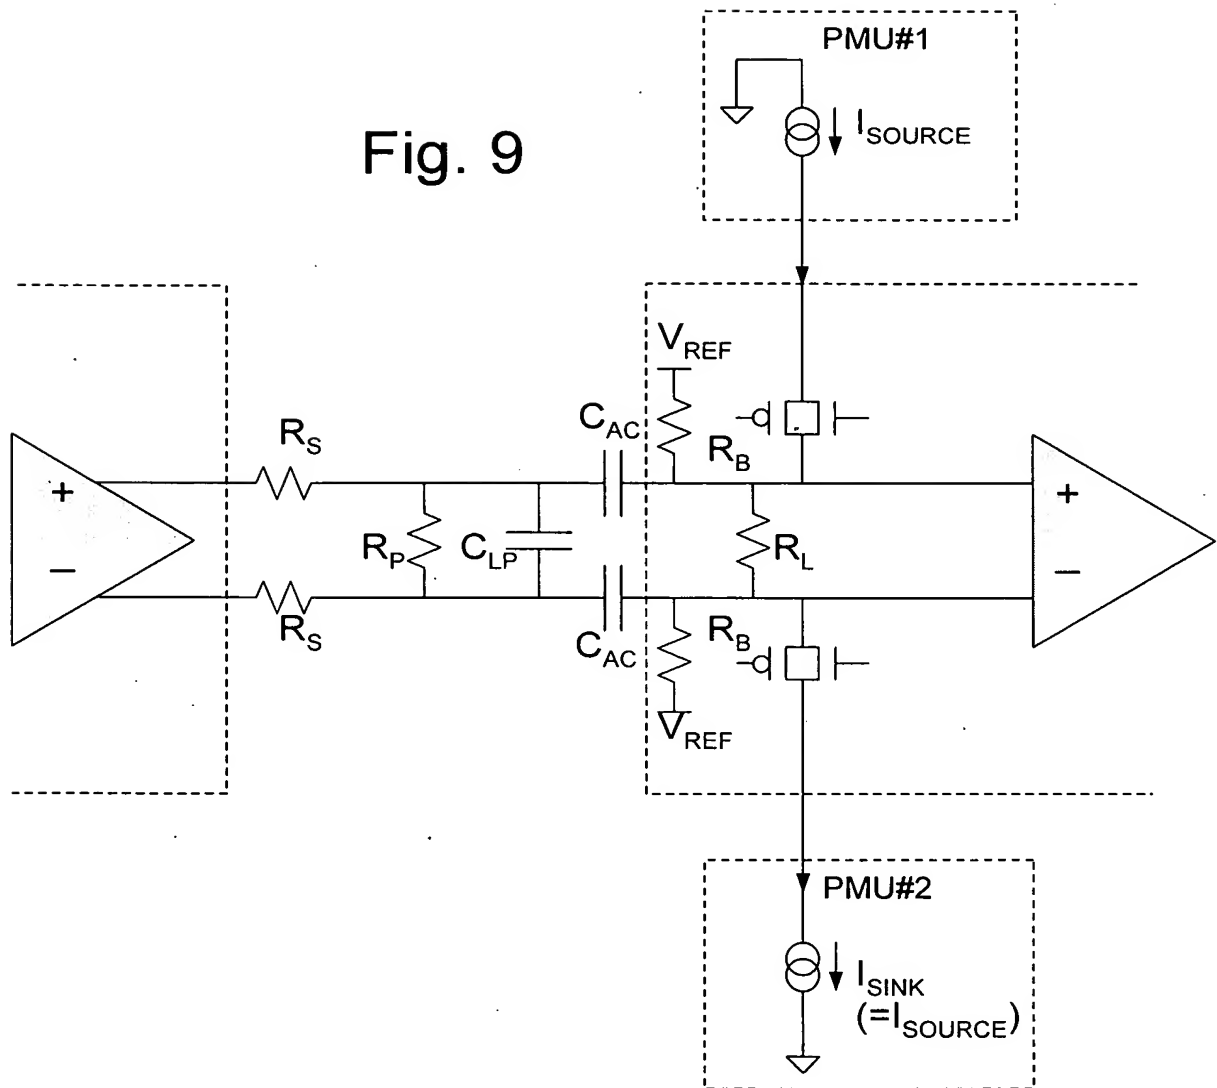 PMU#1
I_SOURCE
Fig. 9
V_REF
C_AC
R_S
R_B
+
+
R_P
C_LP
R_L
−
−
R_S
C_AC
R_B
V_REF
PMU#2
I_SINK
(=I_SOURCE)